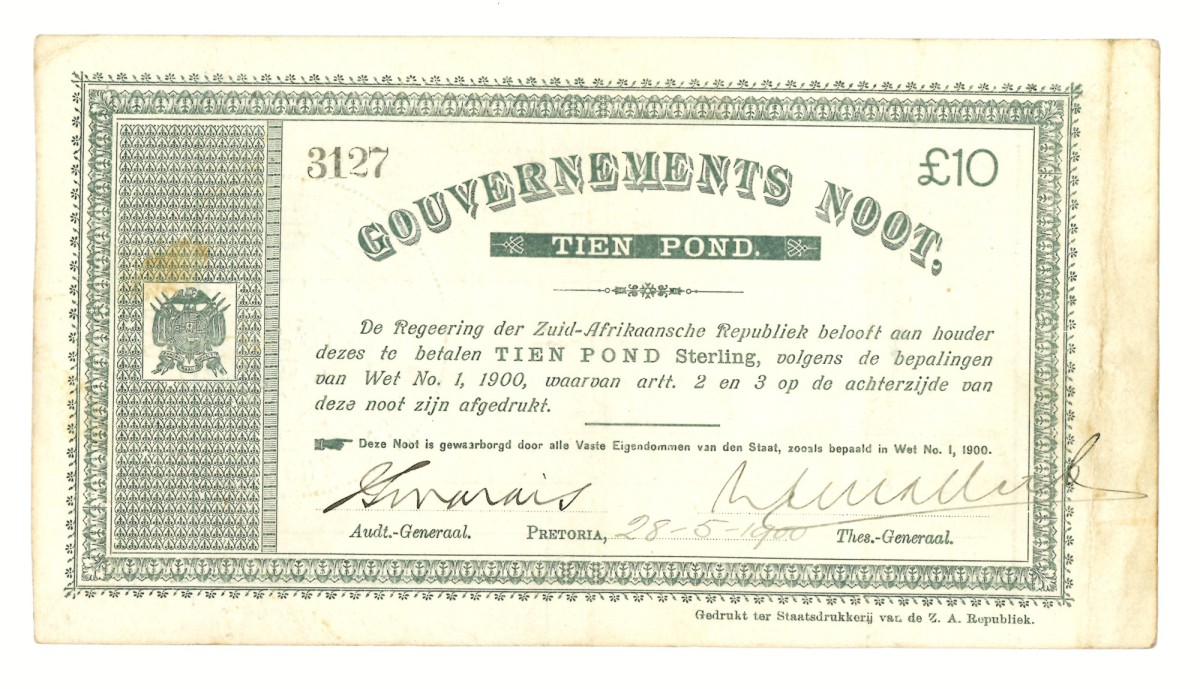 3127
£10
GOUVERNEMENTS NOOT,
TIEN POND.
De Regeering der Zuid-Afrikaansche Republiek belooft aan houder
dezes te betalen TIEN POND Sterling, volgens de bepalingen
van Wet No. 1, 1900, waarvan artt. 2 en 3 op de achterzijde van
deze noot zijn afgedrukt.
Deze Noot is gewaarborgd door alle Vaste Eigendommen van den Staat, zooals bepaald in Wet No. 1, 1900.
Audt.-Generaal. PRETORIA, 28-5-1900 Thes.-Generaal.
Gedrukt ter Staatsdrukkerij van de Z. A. Republiek.